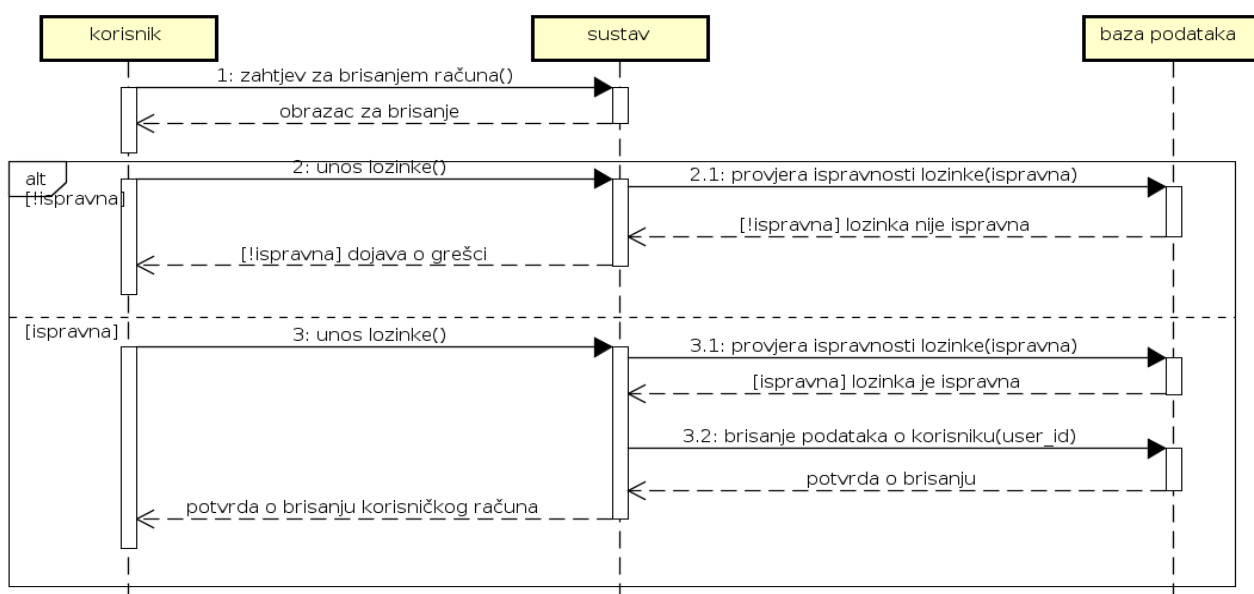 korisnik
sustav
baza podataka
1: zahtjev za brisanjem računa()
obrazac za brisanje
alt
[!ispravna]
2: unos lozinke()
2.1: provjera ispravnosti lozinke(ispravna)
[!ispravna] lozinka nije ispravna
[!ispravna] dojava o grešci
[ispravna]
3: unos lozinke()
3.1: provjera ispravnosti lozinke(ispravna)
[ispravna] lozinka je ispravna
3.2: brisanje podataka o korisniku(user_id)
potvrda o brisanju
potvrda o brisanju korisničkog računa